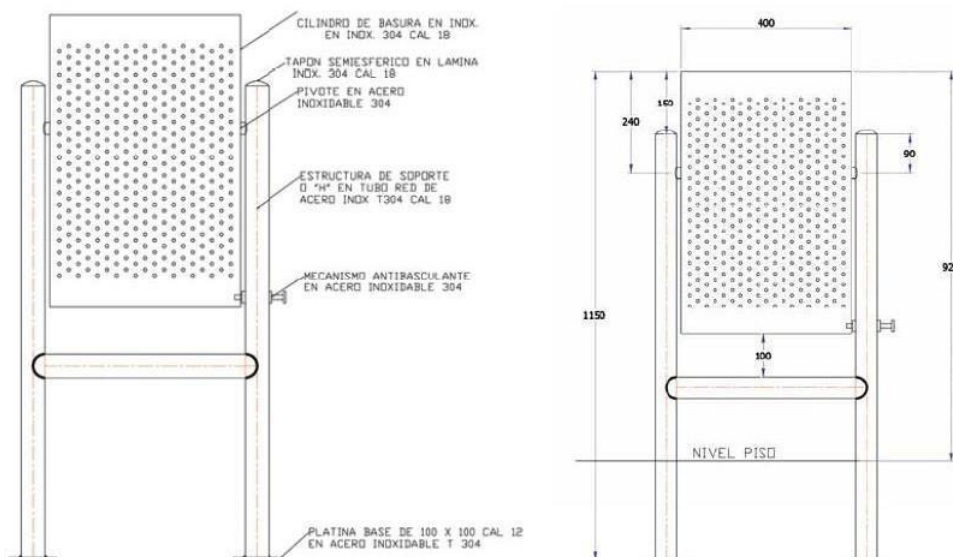 CILINDRO DE BASURA EN INOX.
EN INOX. 304 CAL 18
TAPON SEMIESFERICO EN LAMINA
INOX. 304 CAL 18
PIVOTE EN ACERO
INOXIDABLE 304
ESTRUCTURA DE SOPORTE
O "H" EN TUBO RED DE
ACERO INOX T304 CAL 18
MECANISMO ANTIBASCULANTE
EN ACERO INOXIDABLE 304
PLATINA BASE DE 100 X 100 CAL 12
EN ACERO INOXIDABLE T 304
400
150
240
90
92
1150
100
NIVEL PISO